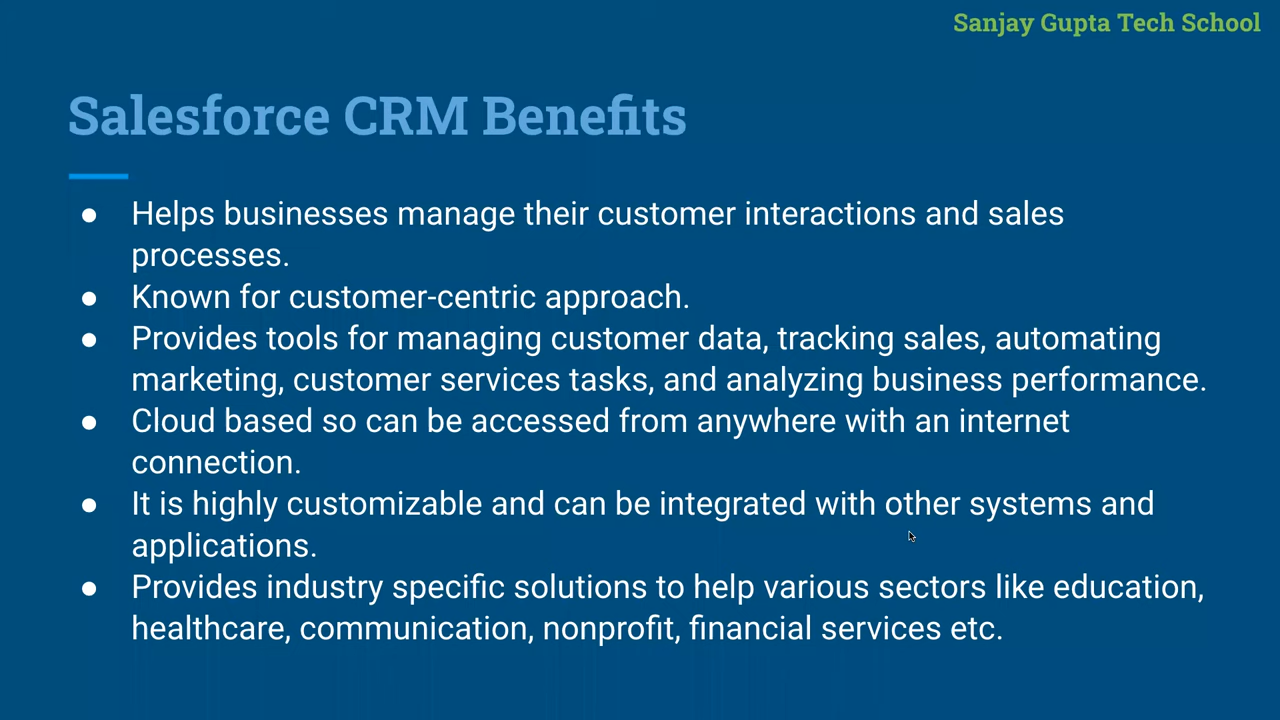 Sanjay Gupta Tech School
Salesforce CRM Benefits
● Helps businesses manage their customer interactions and sales
processes.
● Known for customer-centric approach.
● Provides tools for managing customer data, tracking sales, automating
marketing, customer services tasks, and analyzing business performance.
● Cloud based so can be accessed from anywhere with an internet
connection.
● It is highly customizable and can be integrated with other systems and
applications.
● Provides industry specific solutions to help various sectors like education,
healthcare, communication, nonprofit, financial services etc.